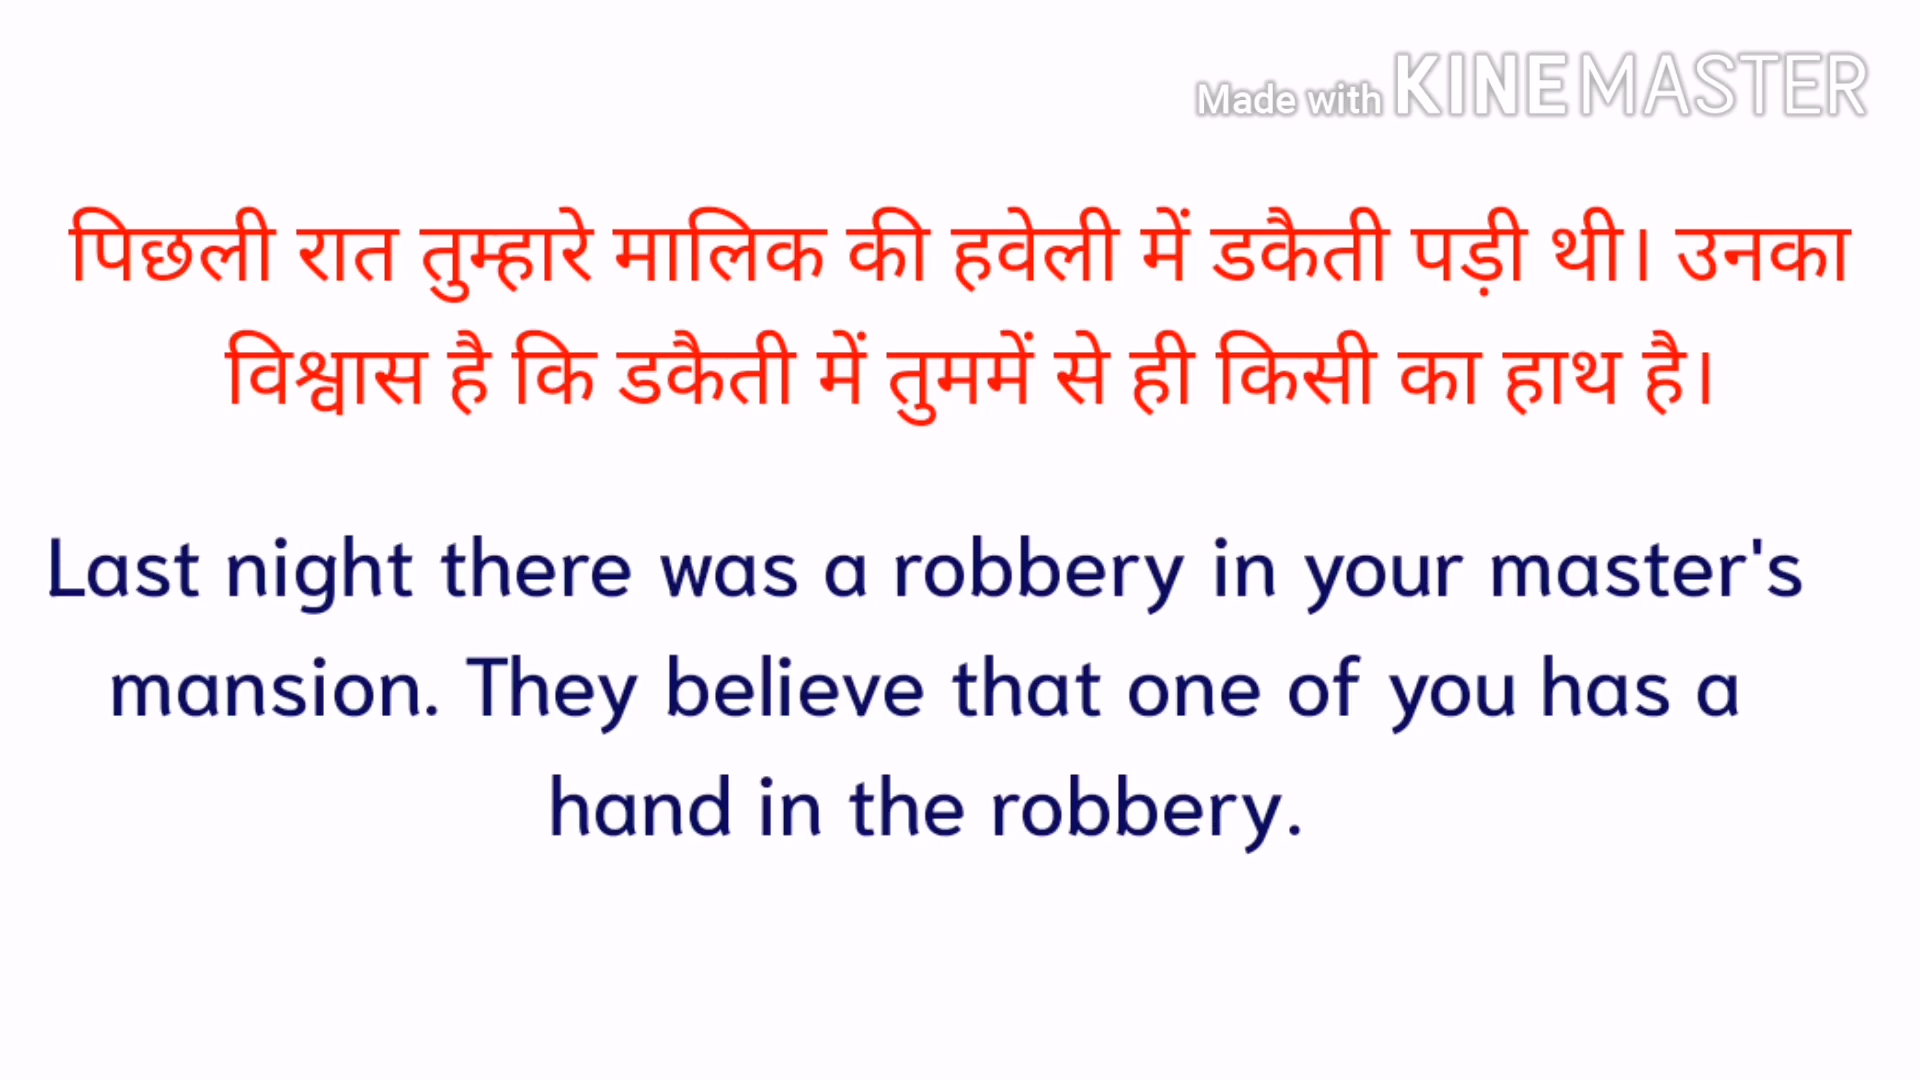 Made with KINEMASTER
पिछली रात तुम्हारे मालिक की हवेली में डकैती पड़ी थी। उनका
विश्वास है कि डकैती में तुममें से ही किसी का हाथ है।
Last night there was a robbery in your master's
mansion. They believe that one of you has a
hand in the robbery.